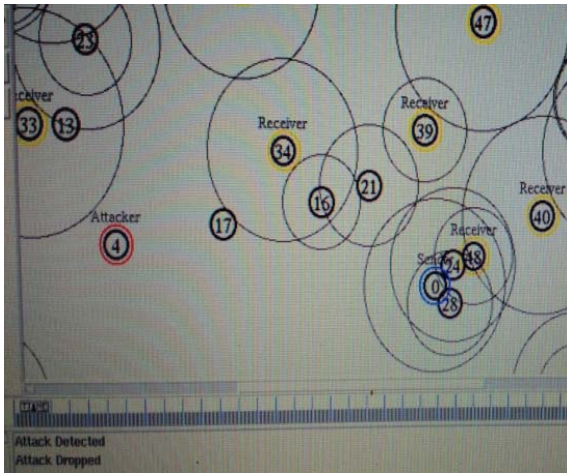 47
23
Receiver
39
Receiver
33
13
Receiver
34
21
16
Receiver
40
Attacker
4
17
Receiver
48
24
0
28
TIME
Attack Detected
Attack Dropped